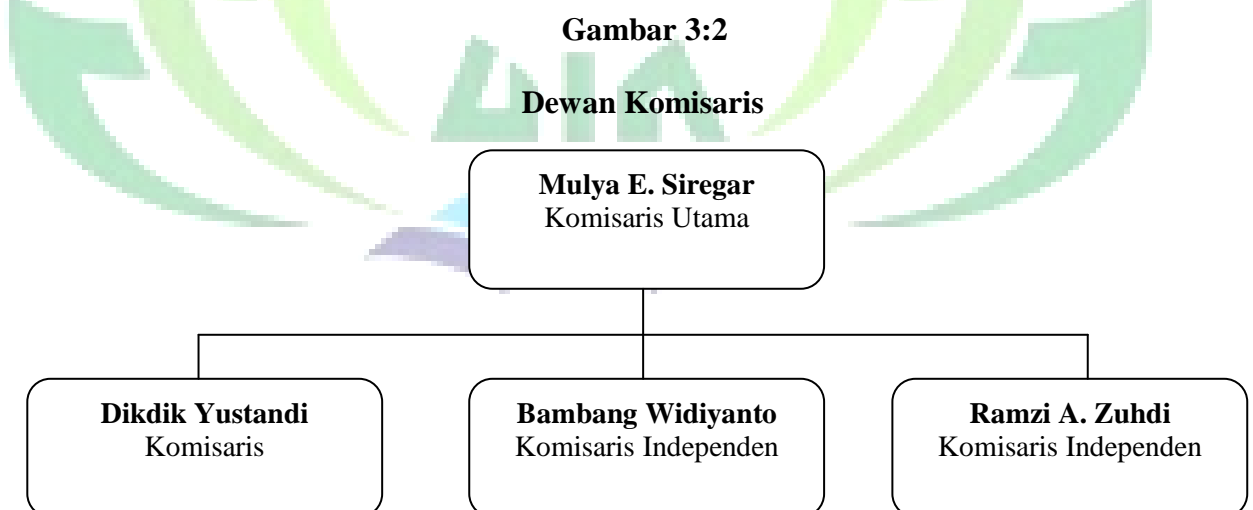 Gambar 3:2
Dewan Komisaris
Mulya E. Siregar
Komisaris Utama
Dikdik Yustandi
Komisaris
Bambang Widiyanto
Komisaris Independen
Ramzi A. Zuhdi
Komisaris Independen